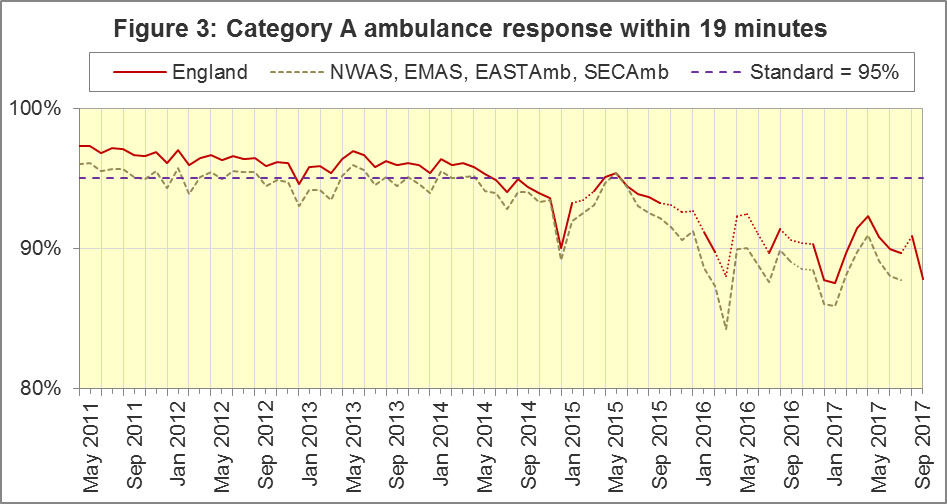 Figure 3: Category A ambulance response within 19 minutes
England NWAS, EMAS, EASTAmb, SECAmb Standard = 95%
100%
90%
80%
May 2011
Sep 2011
Jan 2012
May 2012
Sep 2012
Jan 2013
May 2013
Sep 2013
Jan 2014
May 2014
Sep 2014
Jan 2015
May 2015
Sep 2015
Jan 2016
May 2016
Sep 2016
Jan 2017
May 2017
Sep 2017